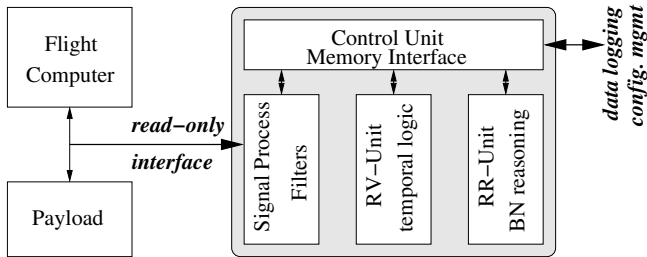 Flight
Computer
read−only
interface
Payload
Control Unit
Memory Interface
Signal Process
Filters
RV−Unit
temporal logic
RR−Unit
BN reasoning
data logging
config. mgmt